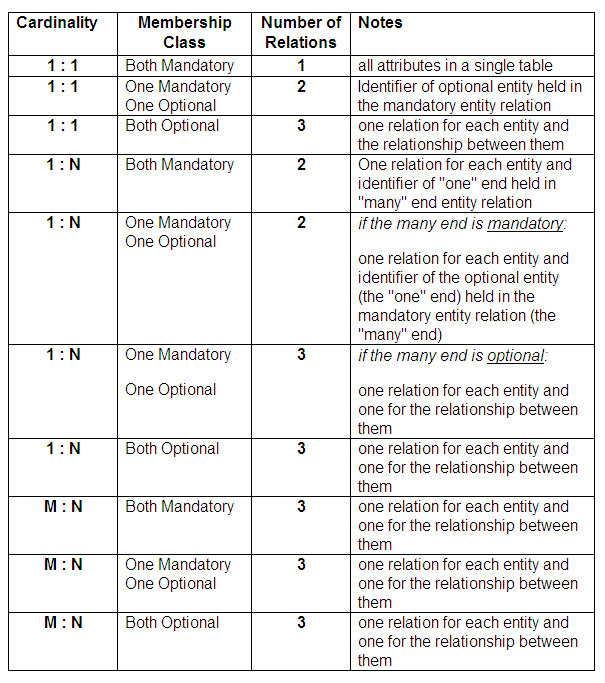 Cardinality Membership Class Number of Relations Notes
1 : 1 Both Mandatory 1 all attributes in a single table
1 : 1 One Mandatory 2 Identifier of optional entity held in
One Optional the mandatory entity relation
1 : 1 Both Optional 3 one relation for each entity and
the relationship between them
1 : N Both Mandatory 2 One relation for each entity and
identifier of "one" end held in
"many" end entity relation
1 : N One Mandatory 2 if the many end is mandatory:
One Optional
one relation for each entity and
identifier of the optional entity
(the "one" end) held in the
mandatory entity relation (the
"many" end)
1 : N One Mandatory 3 if the many end is optional:
One Optional one relation for each entity and
one for the relationship between
them
1 : N Both Optional 3 one relation for each entity and
one for the relationship between
them
M : N Both Mandatory 3 one relation for each entity and
one for the relationship between
them
M : N One Mandatory 3 one relation for each entity and
One Optional one for the relationship between
them
M : N Both Optional 3 one relation for each entity and
one for the relationship between
them